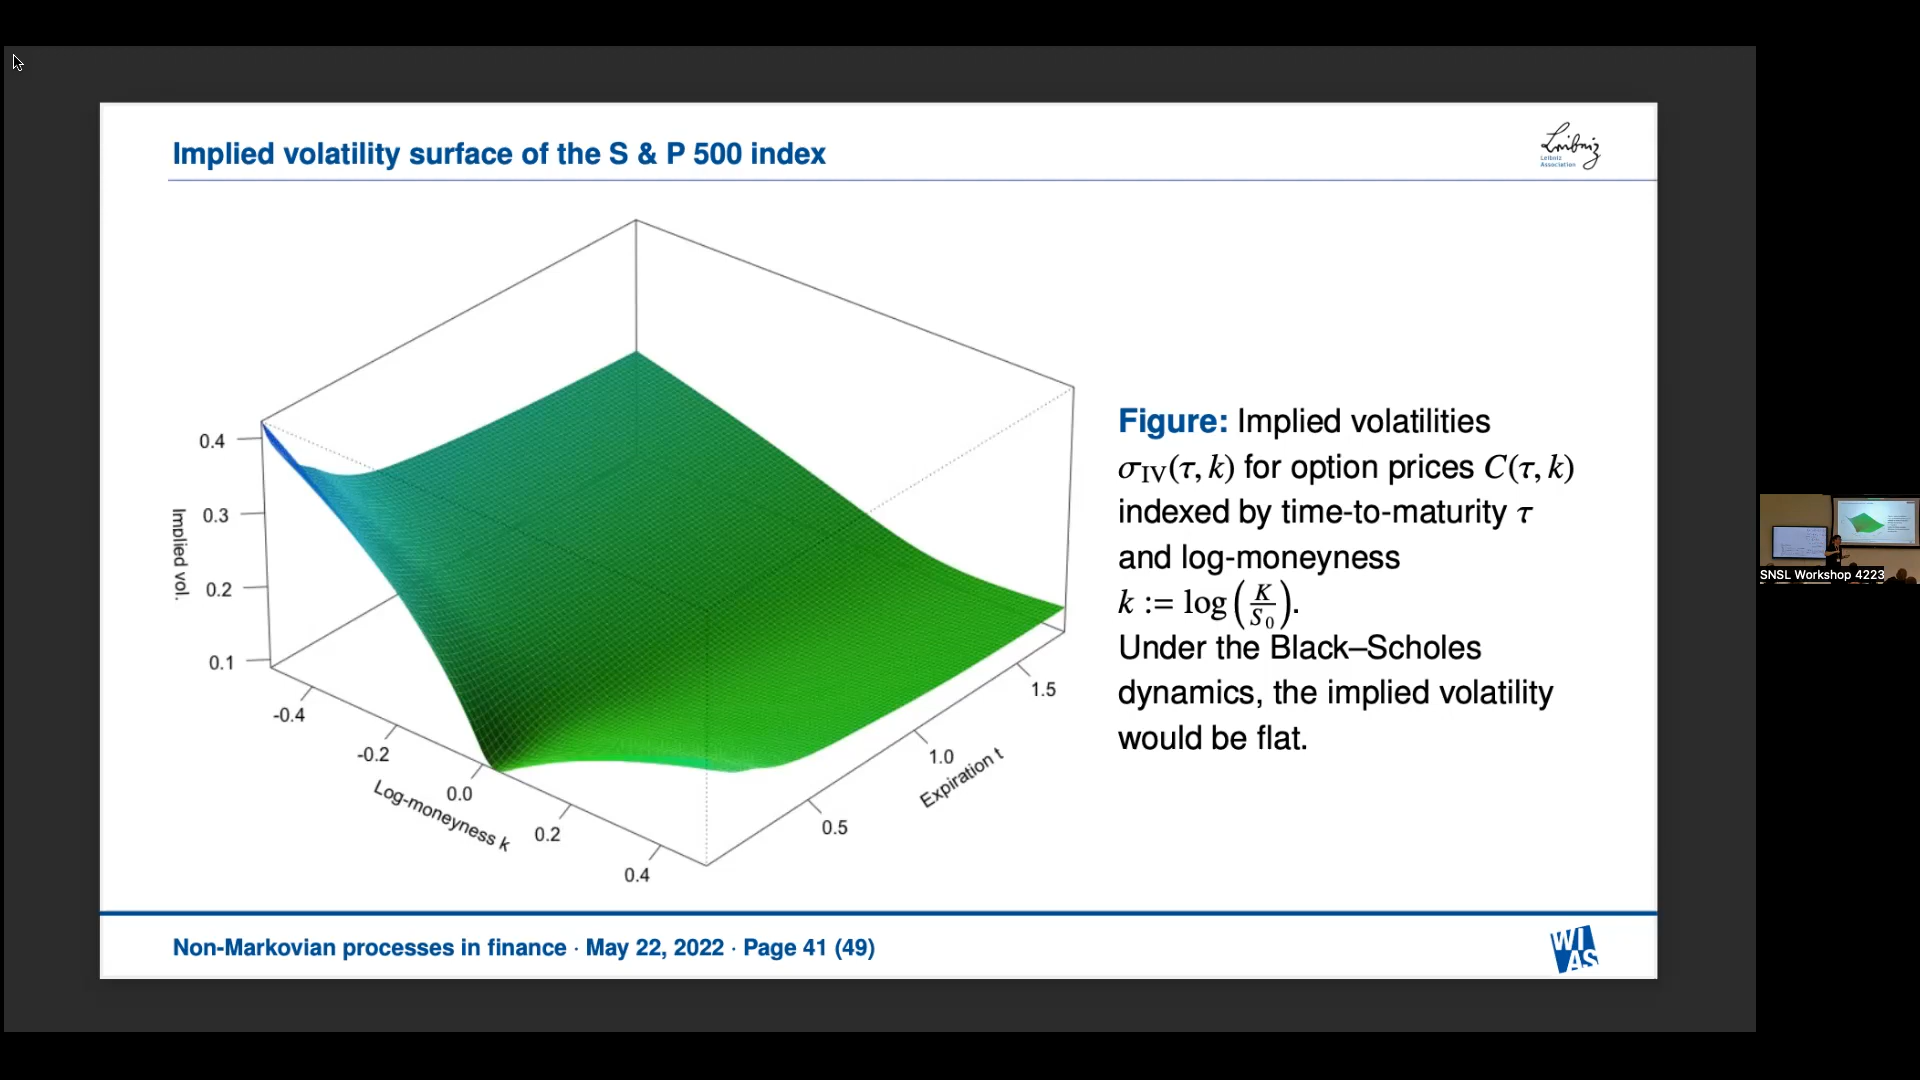 Implied volatility surface of the S & P 500 index
Leibniz
Leibniz
Association
0.4
0.3
0.2
0.1
Implied vol.
-0.4
-0.2
0.0
0.2
0.4
Log-moneyness k
0.5
1.0
1.5
Expiration t
Figure: Implied volatilities
σ_IV(τ, k) for option prices C(τ, k)
indexed by time-to-maturity τ
and log-moneyness
k := log(K/S₀).
Under the Black–Scholes
dynamics, the implied volatility
would be flat.
Non-Markovian processes in finance · May 22, 2022 · Page 41 (49)
WI
AS
SNSL Workshop 4223